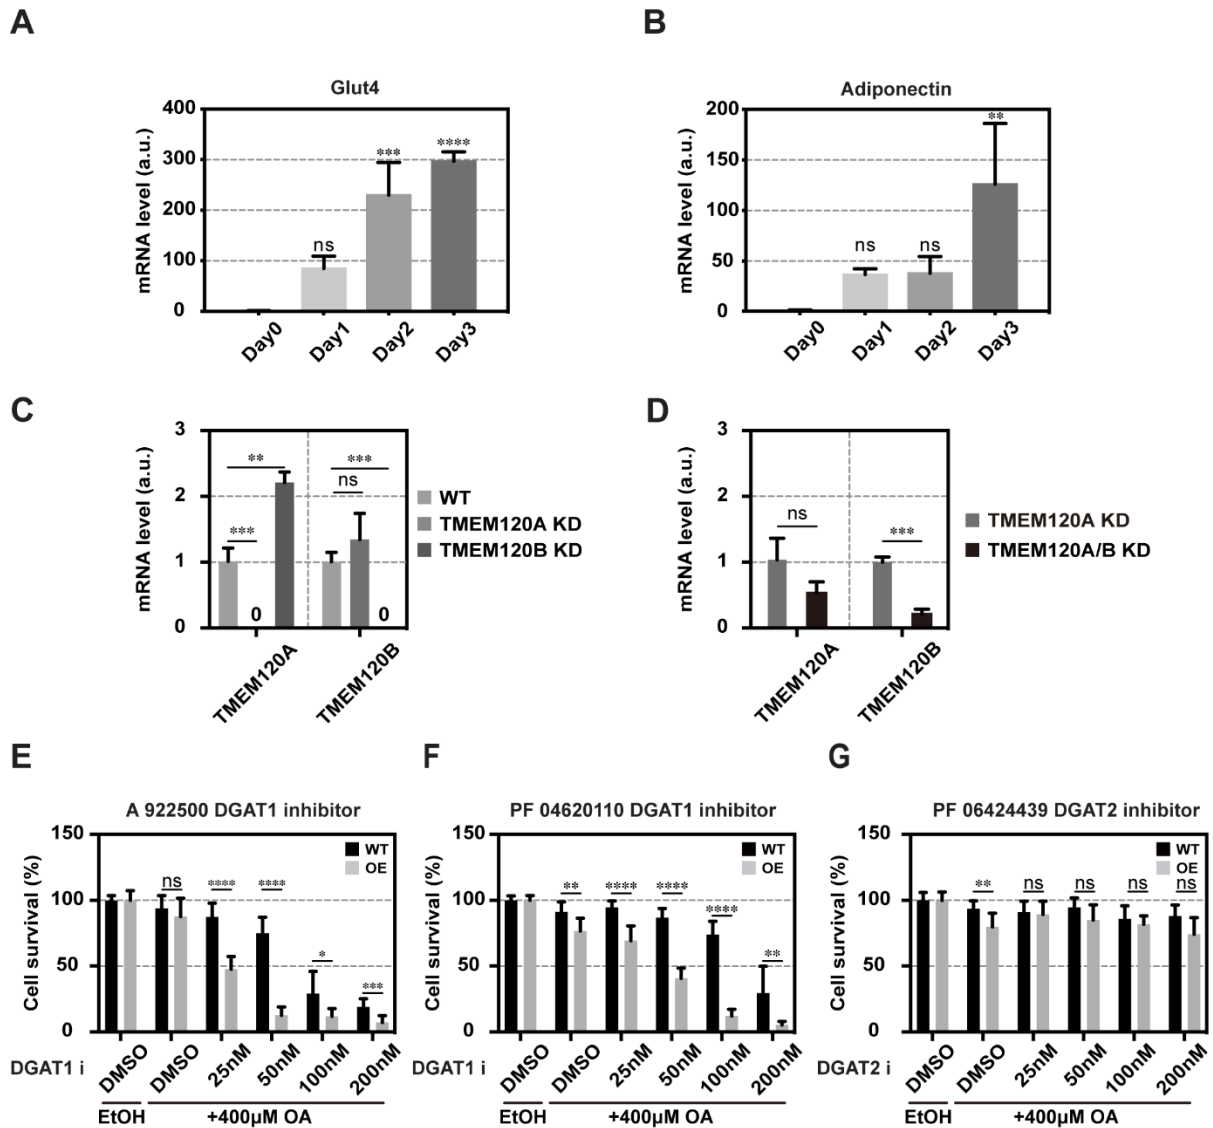 A
B
Glut4
Adiponectin
mRNA level (a.u.)
400
300
200
100
0
ns
***
****
Day0
Day1
Day2
Day3
mRNA level (a.u.)
200
150
100
50
0
ns
ns
**
Day0
Day1
Day2
Day3
C
D
mRNA level (a.u.)
3
2
1
0
**
***
0
***
ns
0
TMEM120A
TMEM120B
WT
TMEM120A KD
TMEM120B KD
mRNA level (a.u.)
3
2
1
0
ns
***
TMEM120A
TMEM120B
TMEM120A KD
TMEM120A/B KD
E
F
G
A 922500 DGAT1 inhibitor
Cell survival (%)
150
100
50
0
WT
OE
ns
****
****
*
***
DGAT1 i
DMSO
DMSO
25nM
50nM
100nM
200nM
EtOH
+400µM OA
PF 04620110 DGAT1 inhibitor
Cell survival (%)
150
100
50
0
WT
OE
**
****
****
****
**
DGAT1 i
DMSO
DMSO
25nM
50nM
100nM
200nM
EtOH
+400µM OA
PF 06424439 DGAT2 inhibitor
Cell survival (%)
150
100
50
0
WT
OE
**
ns
ns
ns
ns
DGAT2 i
DMSO
DMSO
25nM
50nM
100nM
200nM
EtOH
+400µM OA